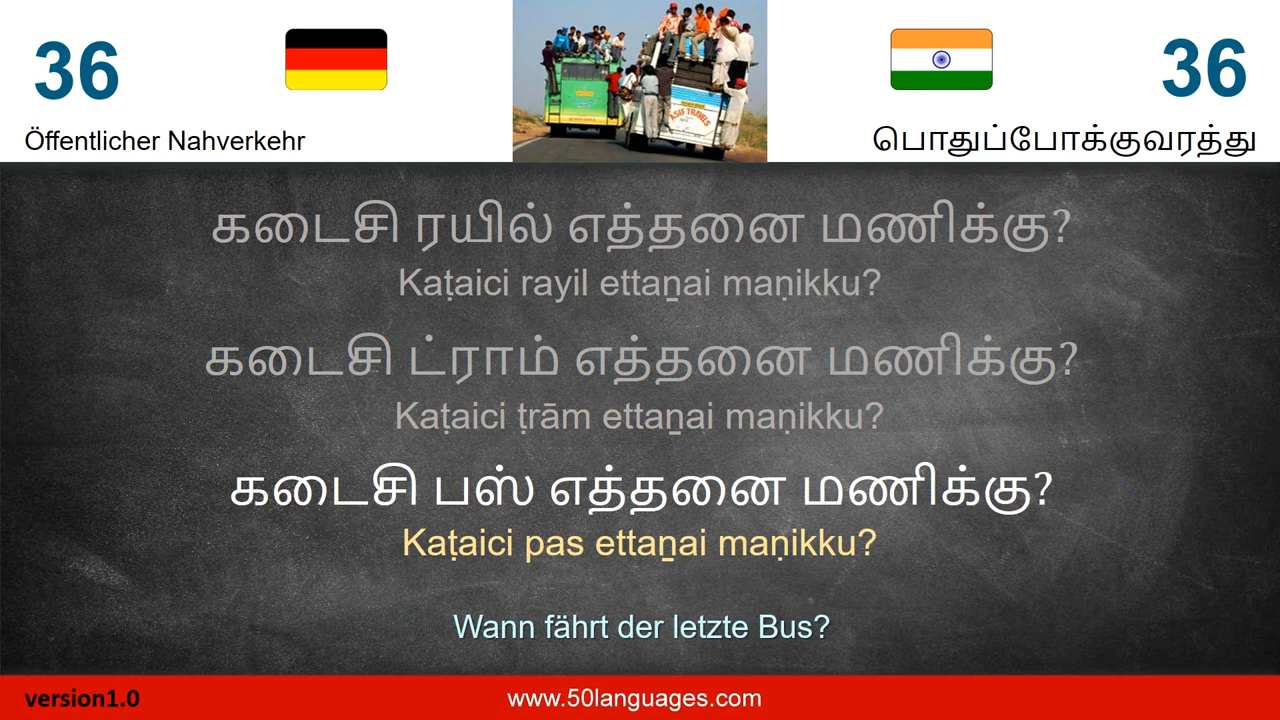 36
36
Öffentlicher Nahverkehr
பொதுப்போக்குவரத்து
ASIF TRAVELS
கடைசி ரயில் எத்தனை மணிக்கு?
Kaṭaici rayil ettaṉai maṇikku?
கடைசி ட்ராம் எத்தனை மணிக்கு?
Kaṭaici ṭrām ettaṉai maṇikku?
கடைசி பஸ் எத்தனை மணிக்கு?
Kaṭaici pas ettaṉai maṇikku?
Wann fährt der letzte Bus?
version1.0
www.50languages.com